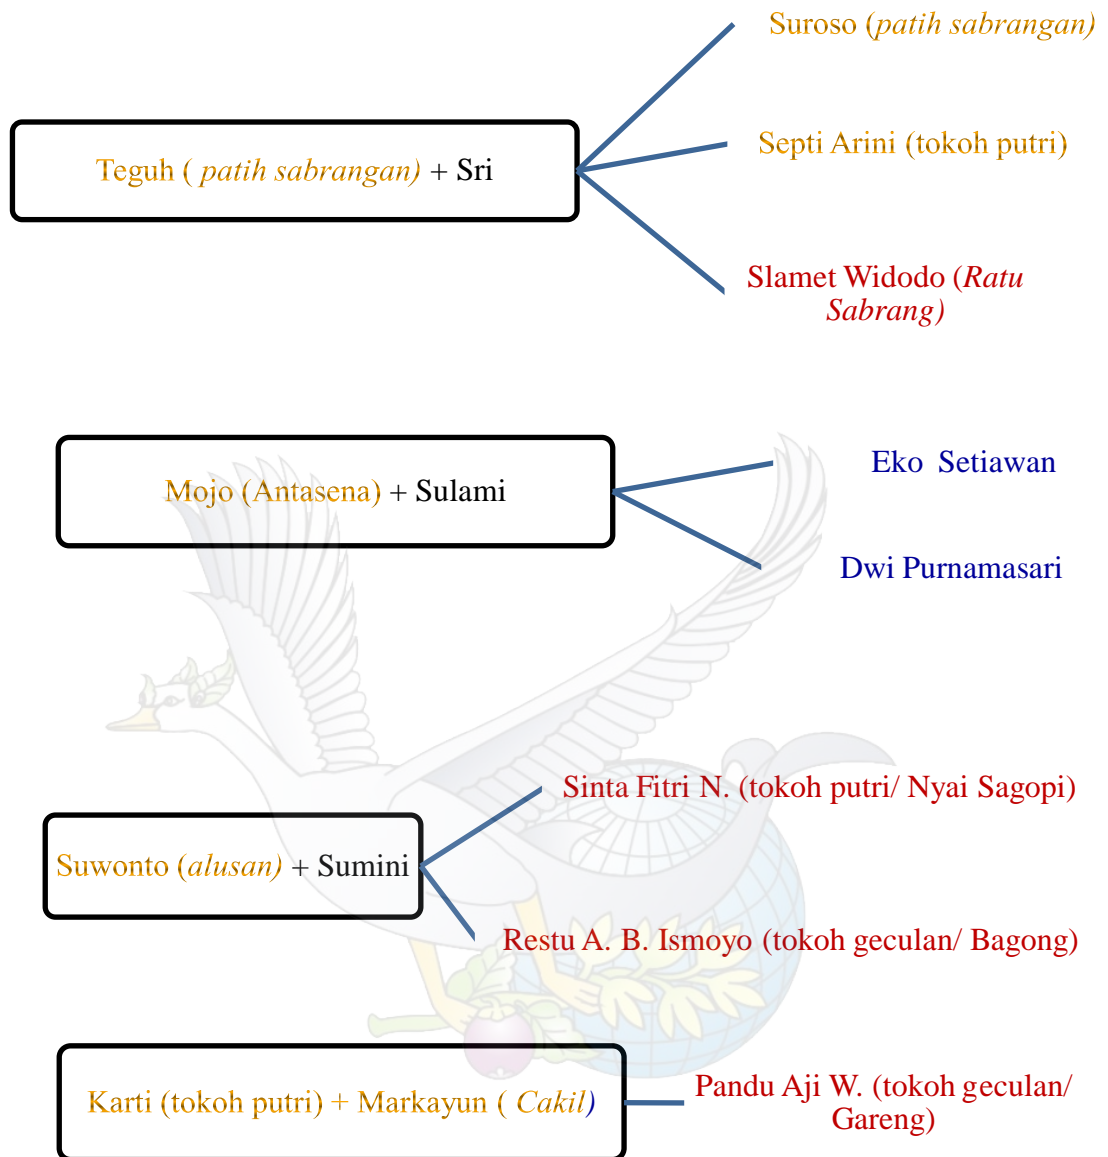 Suroso (patih sabrangan)
Teguh ( patih sabrangan) + Sri
Septi Arini (tokoh putri)
Slamet Widodo (Ratu
Sabrang)
Mojo (Antasena) + Sulami
Eko Setiawan
Dwi Purnamasari
Suwonto (alusan) + Sumini
Sinta Fitri N. (tokoh putri/ Nyai Sagopi)
Restu A. B. Ismoyo (tokoh geculan/ Bagong)
Karti (tokoh putri) + Markayun ( Cakil)
Pandu Aji W. (tokoh geculan/
Gareng)